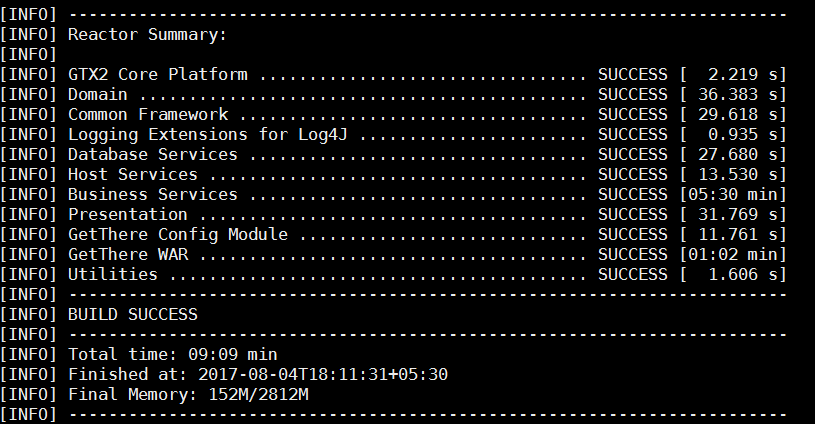 [INFO] ------------------------------------------------------------------------
[INFO] Reactor Summary:
[INFO]
[INFO] GTX2 Core Platform ................................. SUCCESS [  2.219 s]
[INFO] Domain ............................................. SUCCESS [ 36.383 s]
[INFO] Common Framework ................................... SUCCESS [ 29.618 s]
[INFO] Logging Extensions for Log4J ....................... SUCCESS [  0.935 s]
[INFO] Database Services .................................. SUCCESS [ 27.680 s]
[INFO] Host Services ...................................... SUCCESS [ 13.530 s]
[INFO] Business Services .................................. SUCCESS [05:30 min]
[INFO] Presentation ....................................... SUCCESS [ 31.769 s]
[INFO] GetThere Config Module ............................. SUCCESS [ 11.761 s]
[INFO] GetThere WAR ....................................... SUCCESS [01:02 min]
[INFO] Utilities .......................................... SUCCESS [  1.606 s]
[INFO] ------------------------------------------------------------------------
[INFO] BUILD SUCCESS
[INFO] ------------------------------------------------------------------------
[INFO] Total time: 09:09 min
[INFO] Finished at: 2017-08-04T18:11:31+05:30
[INFO] Final Memory: 152M/2812M
[INFO] ------------------------------------------------------------------------